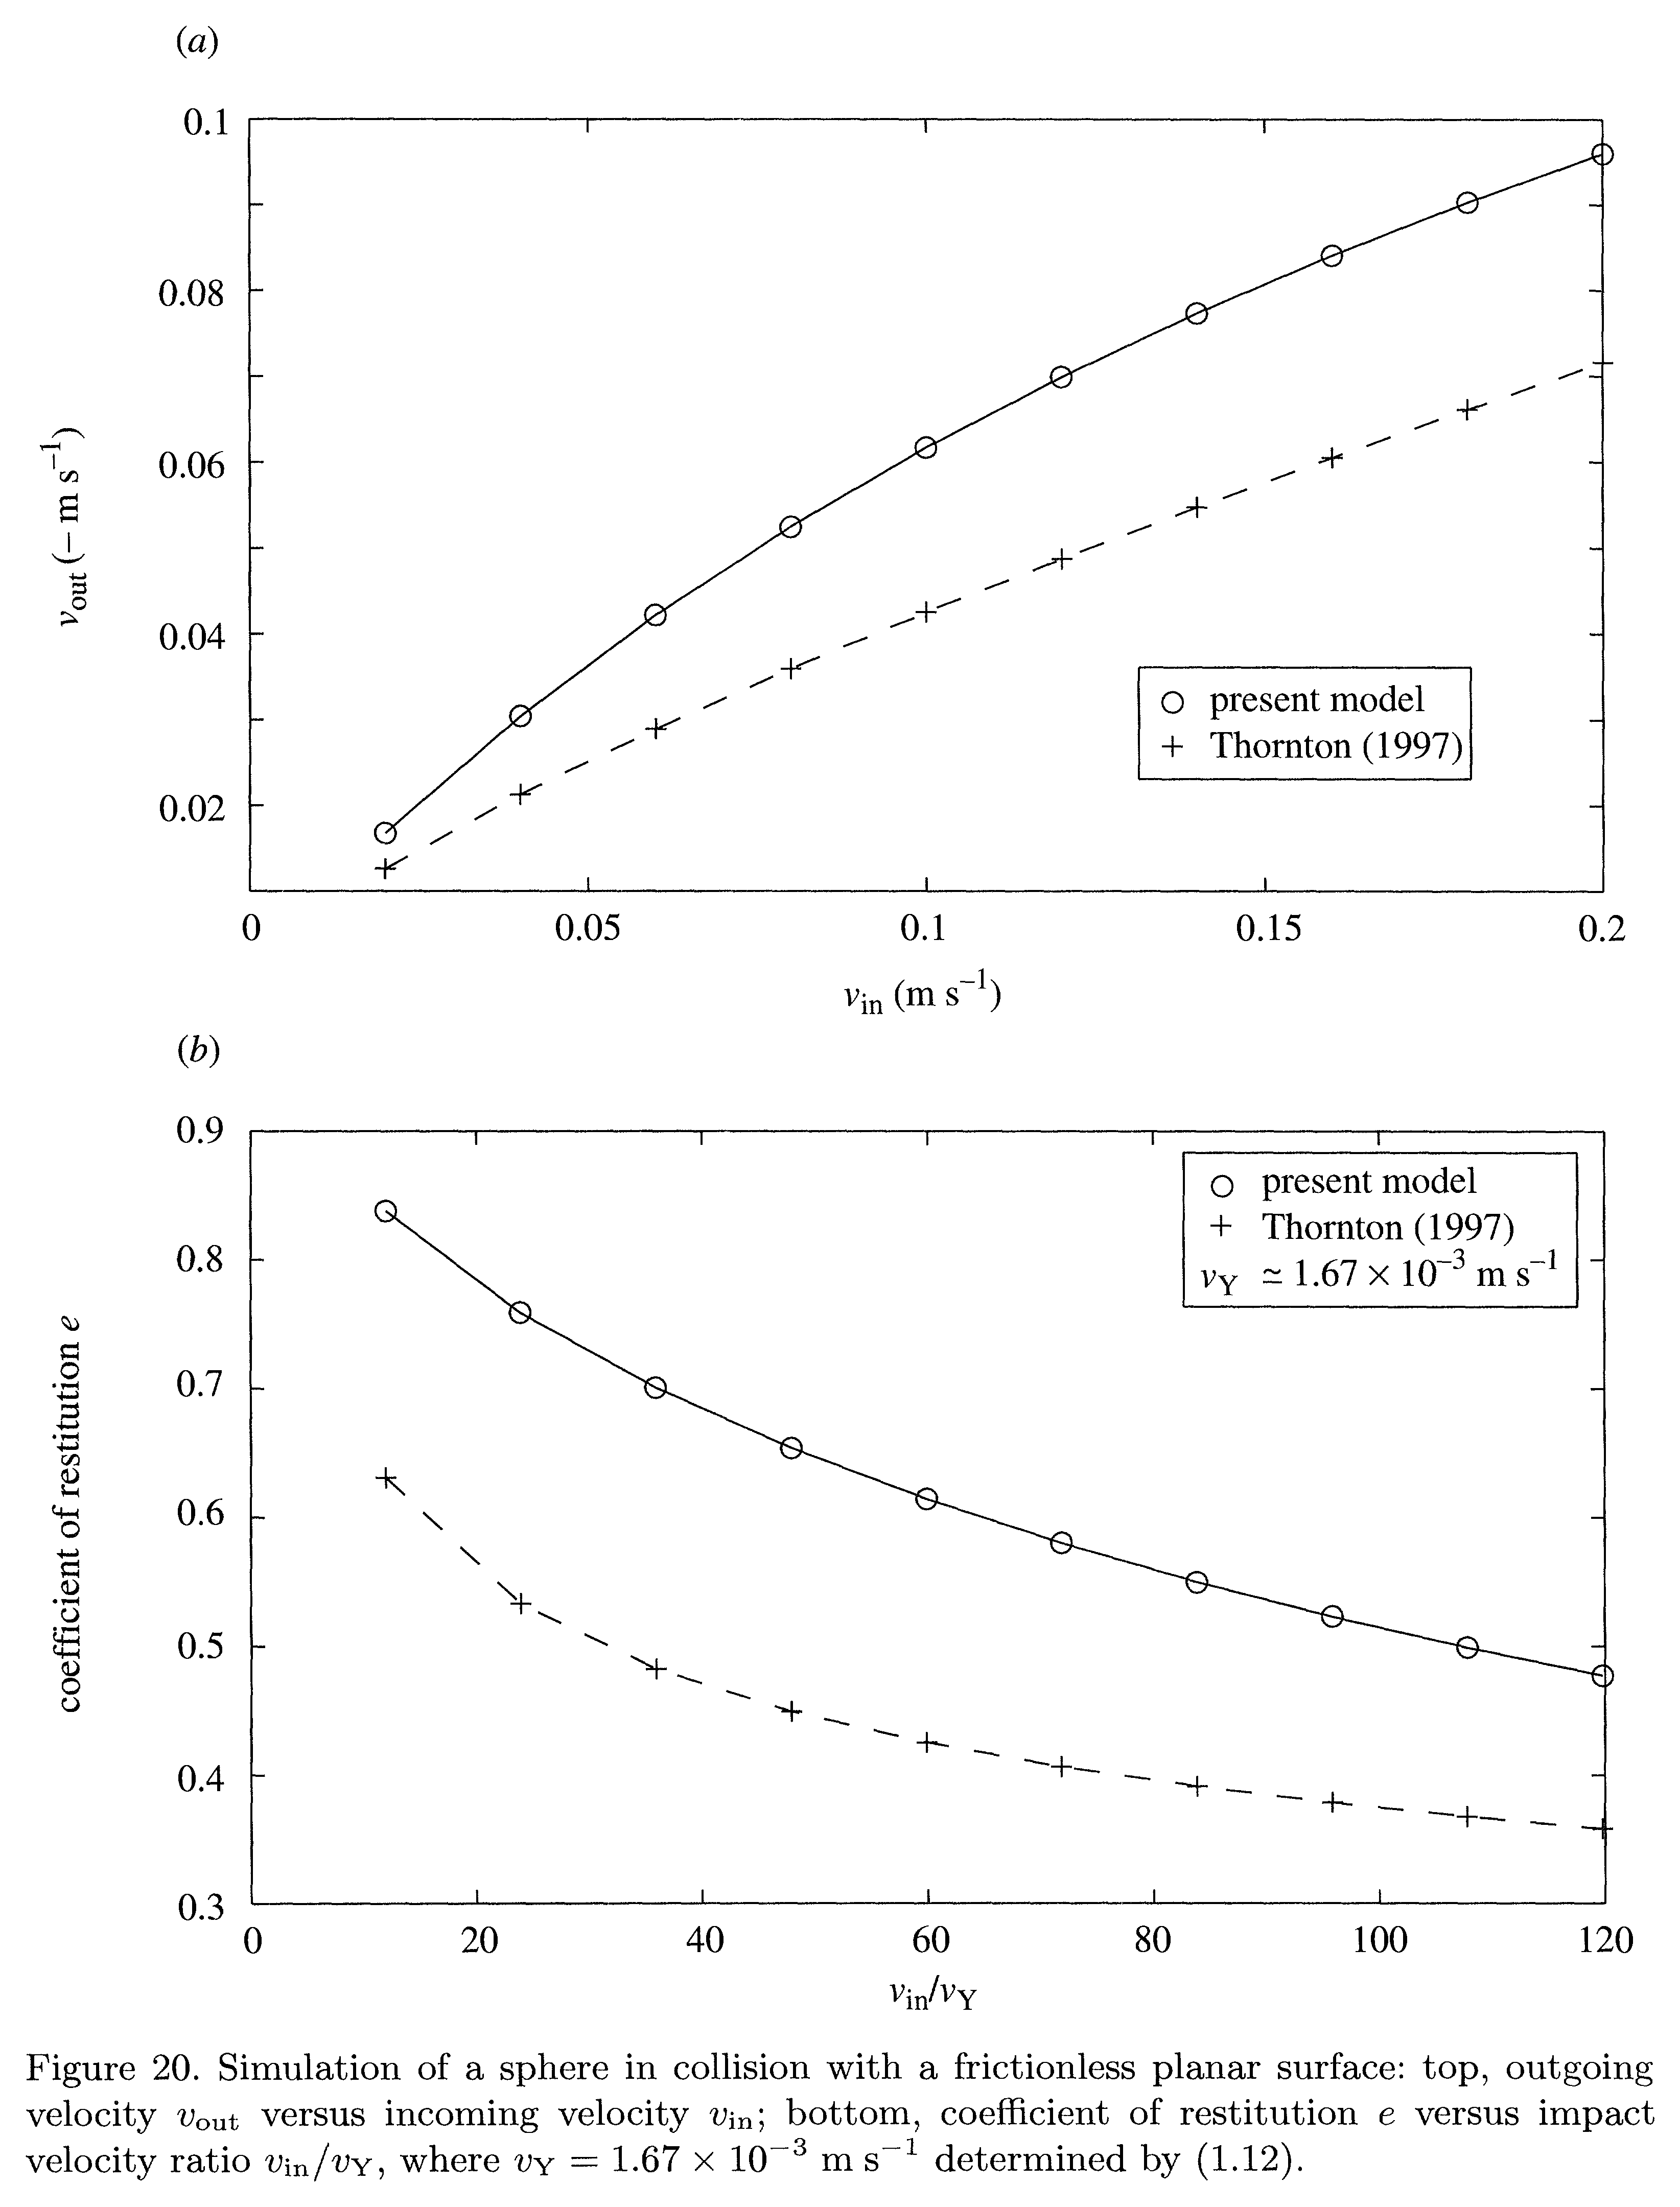 (a)
0.1
0.08
0.06
0.04
0.02
v_out (− m s⁻¹)
present model
Thornton (1997)
0 0.05 0.1 0.15 0.2
v_in (m s⁻¹)
(b)
0.9
0.8
0.7
0.6
0.5
0.4
0.3
coefficient of restitution e
present model
Thornton (1997)
v_Y ≃ 1.67 × 10⁻³ m s⁻¹
0 20 40 60 80 100 120
v_in/v_Y
Figure 20. Simulation of a sphere in collision with a frictionless planar surface: top, outgoing
velocity v_out versus incoming velocity v_in; bottom, coefficient of restitution e versus impact
velocity ratio v_in/v_Y, where v_Y = 1.67 × 10⁻³ m s⁻¹ determined by (1.12).